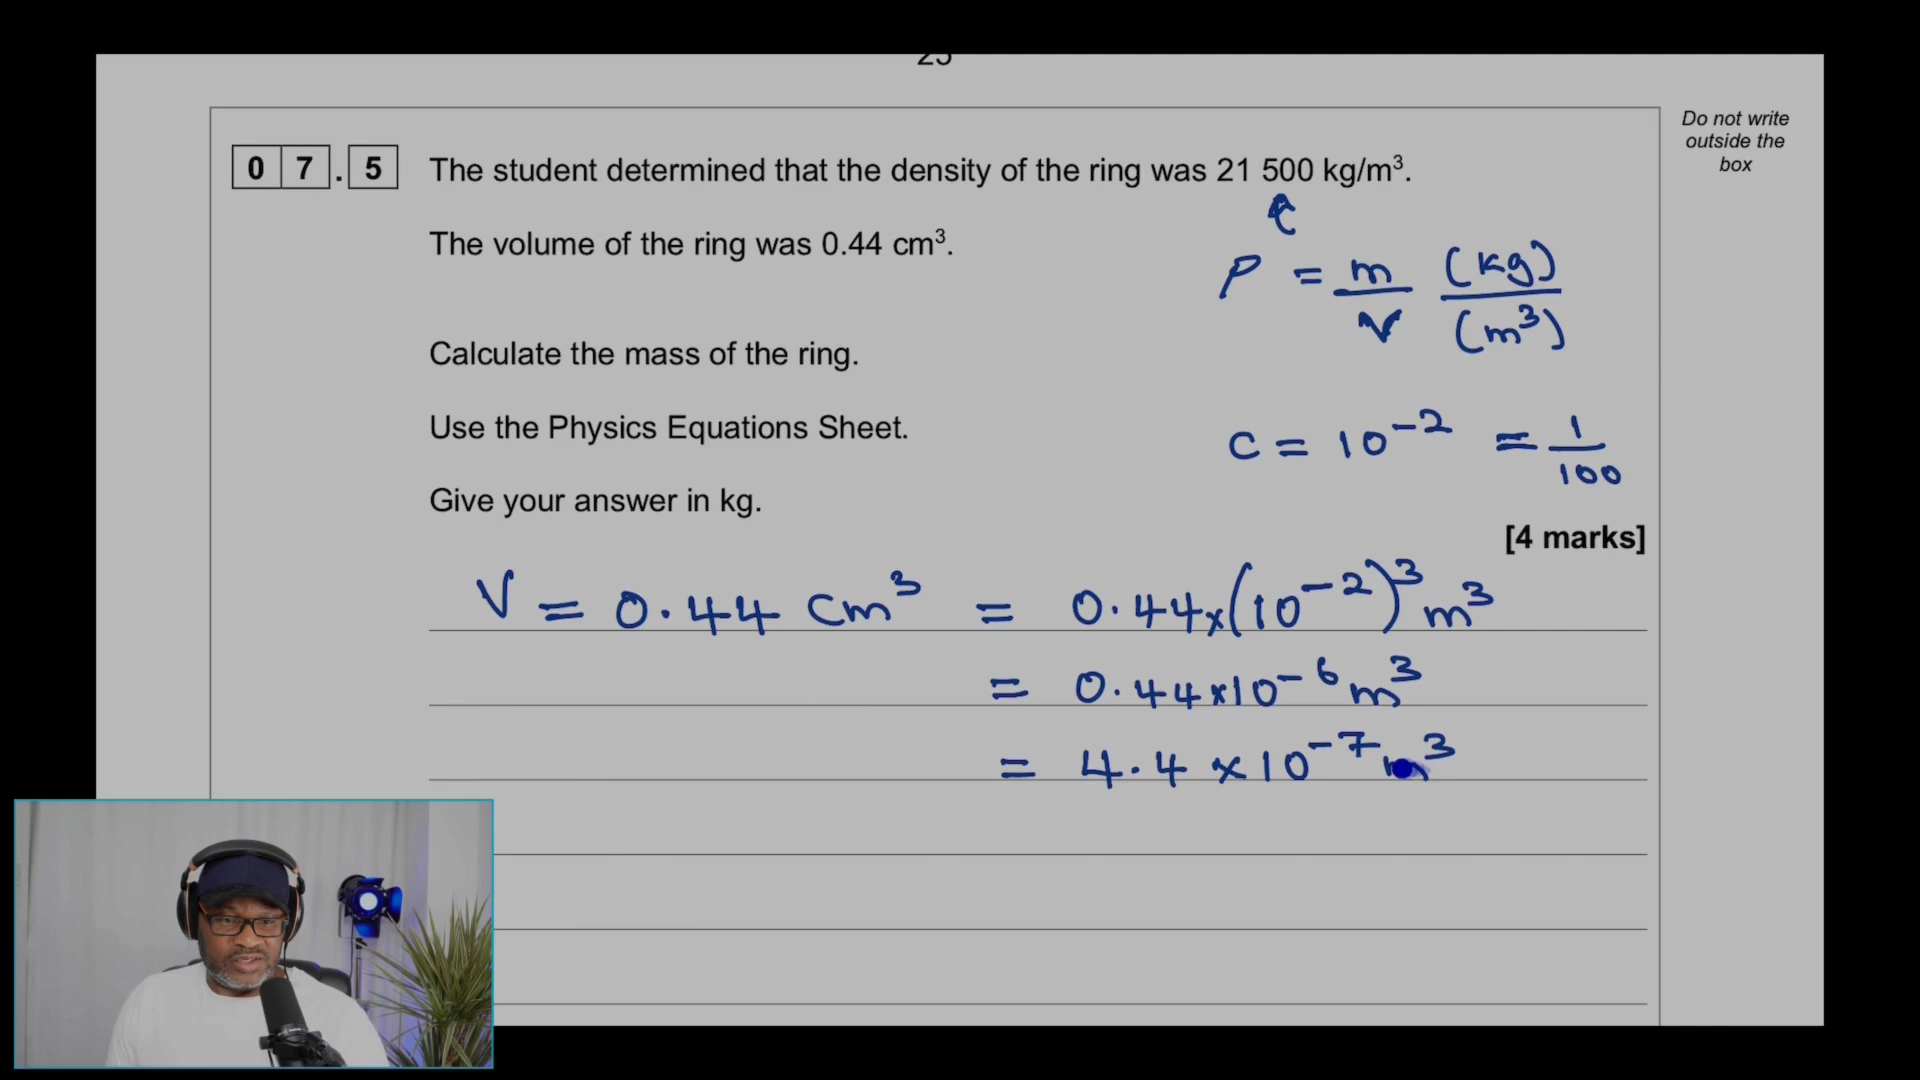 0 7 . 5 The student determined that the density of the ring was 21 500 kg/m³.
Do not write
outside the
box
The volume of the ring was 0.44 cm³.
ρ = m/V (kg)/(m³)
Calculate the mass of the ring.
Use the Physics Equations Sheet.
c = 10⁻² = 1/100
Give your answer in kg.
[4 marks]
V = 0.44 cm³ = 0.44 × (10⁻²)³ m³
= 0.44 × 10⁻⁶ m³
= 4.4 × 10⁻⁷ m³